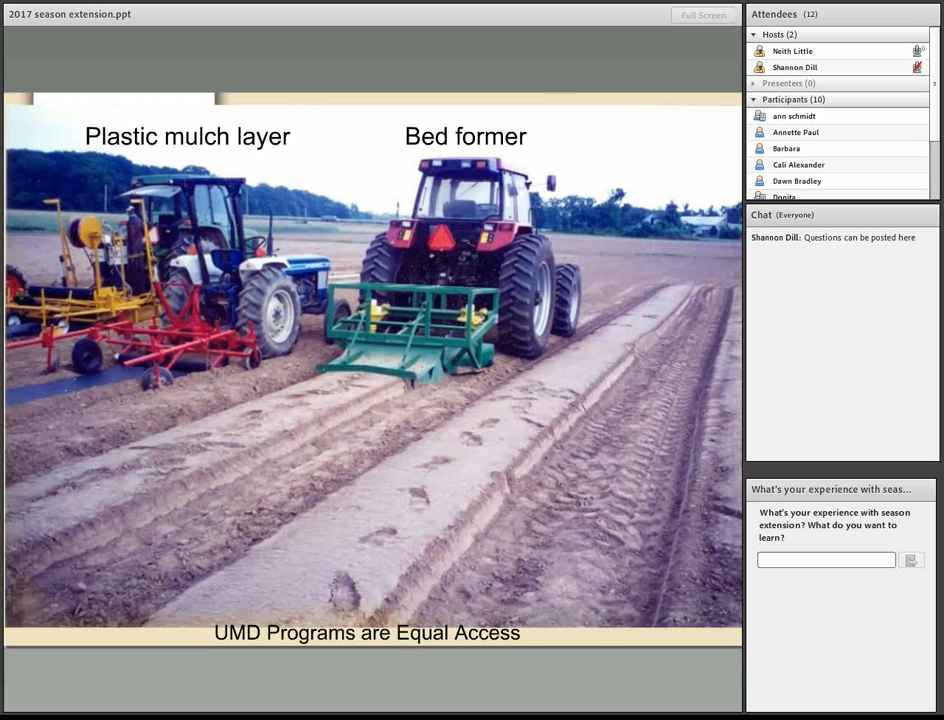 2017 season extension.ppt
Full Screen
Plastic mulch layer
Bed former
UMD Programs are Equal Access
Attendees (12)
Hosts (2)
Neith Little
Shannon Dill
Presenters (0)
Participants (10)
ann schmidt
Annette Paul
Barbara
Cali Alexander
Dawn Bradley
Donita
Chat (Everyone)
Shannon Dill: Questions can be posted here
What's your experience with seas...
What's your experience with season
extension? What do you want to
learn?